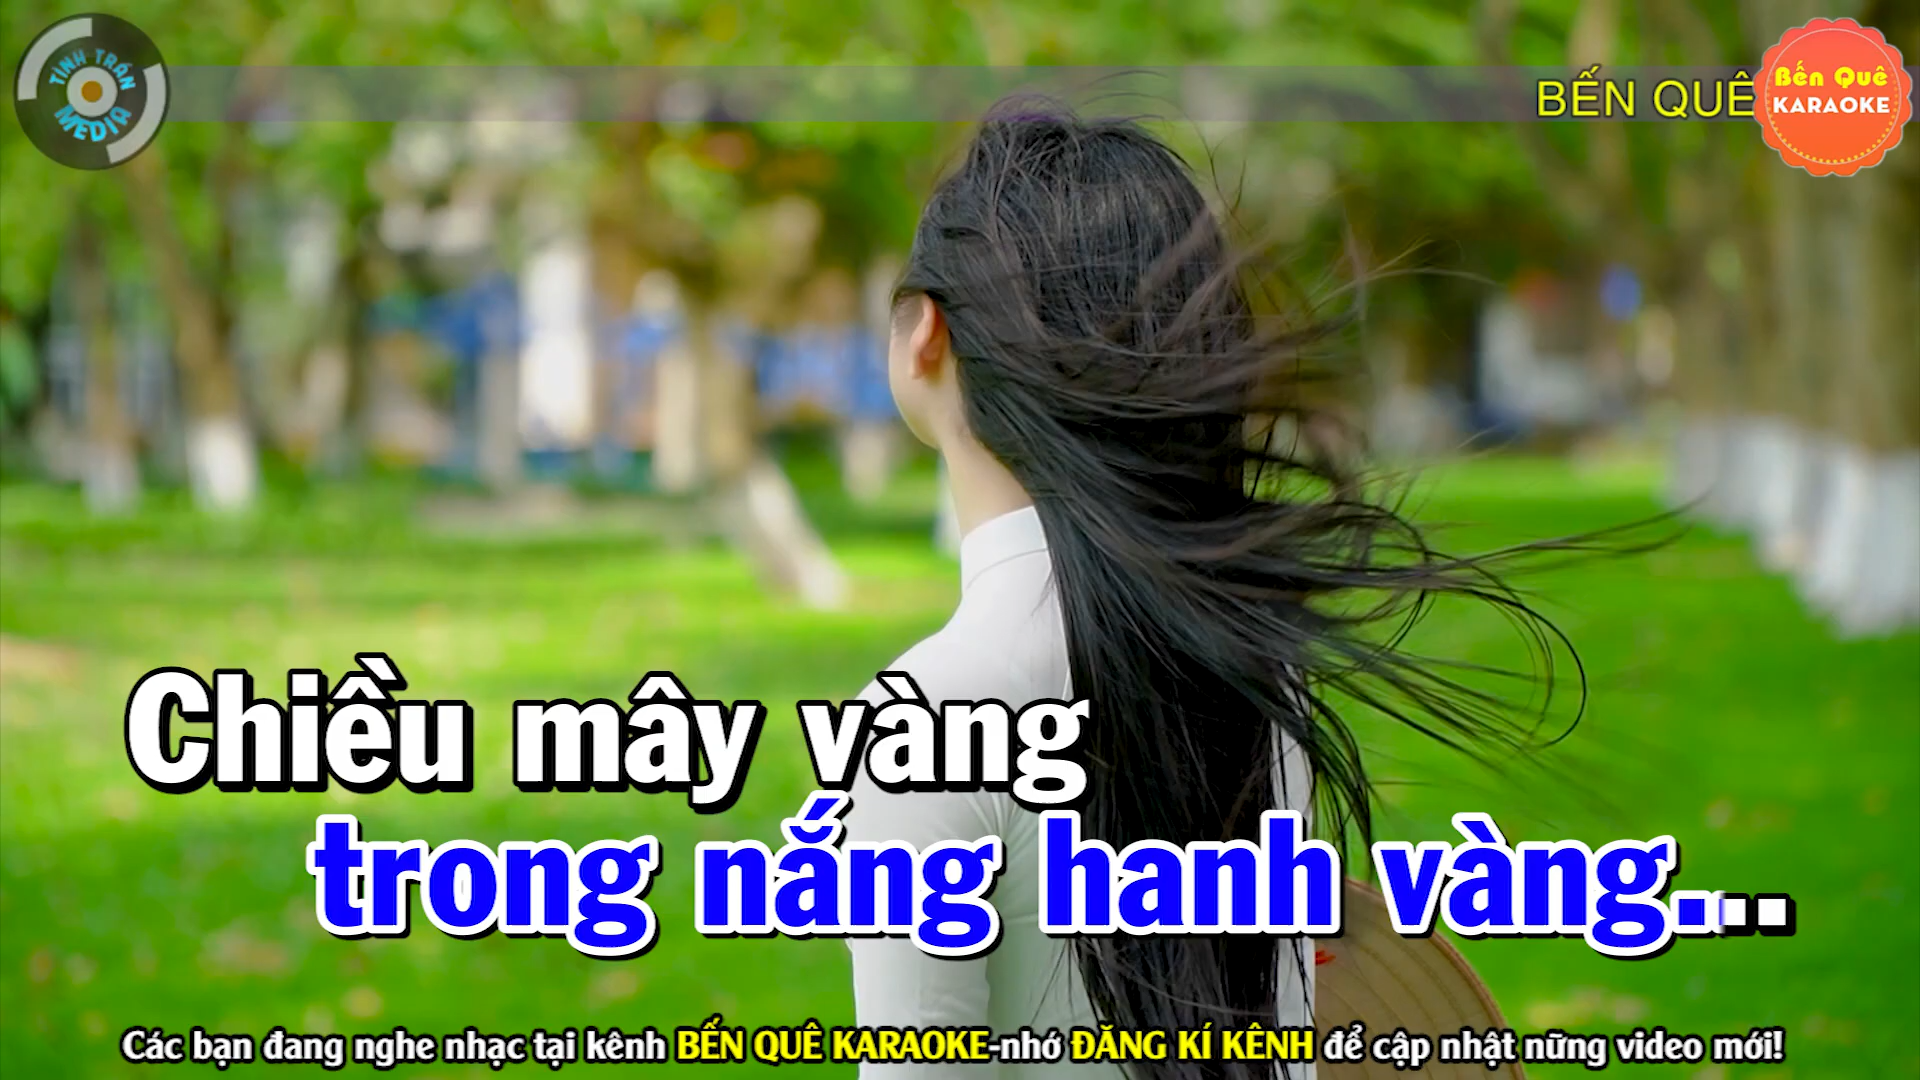 TÌNH TRẦN
MEDIA
BẾN QUÊ
Bến Quê
KARAOKE
Chiều mây vàng
trong nắng hanh vàng...
Các bạn đang nghe nhạc tại kênh BẾN QUÊ KARAOKE-nhớ ĐĂNG KÍ KÊNH để cập nhật nững video mới!